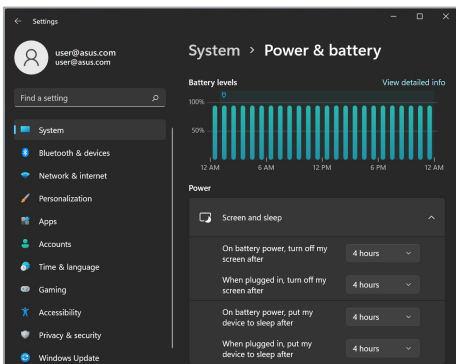 Settings
user@asus.com
user@asus.com
Find a setting
System
Bluetooth & devices
Network & internet
Personalization
Apps
Accounts
Time & language
Gaming
Accessibility
Privacy & security
Windows Update
System > Power & battery
Battery levels
View detailed info
100%
50%
12 AM 6 AM 12 PM 6 PM 12 AM
Power
Screen and sleep
On battery power, turn off my
screen after
4 hours
When plugged in, turn off my
screen after
4 hours
On battery power, put my
device to sleep after
4 hours
When plugged in, put my
device to sleep after
4 hours